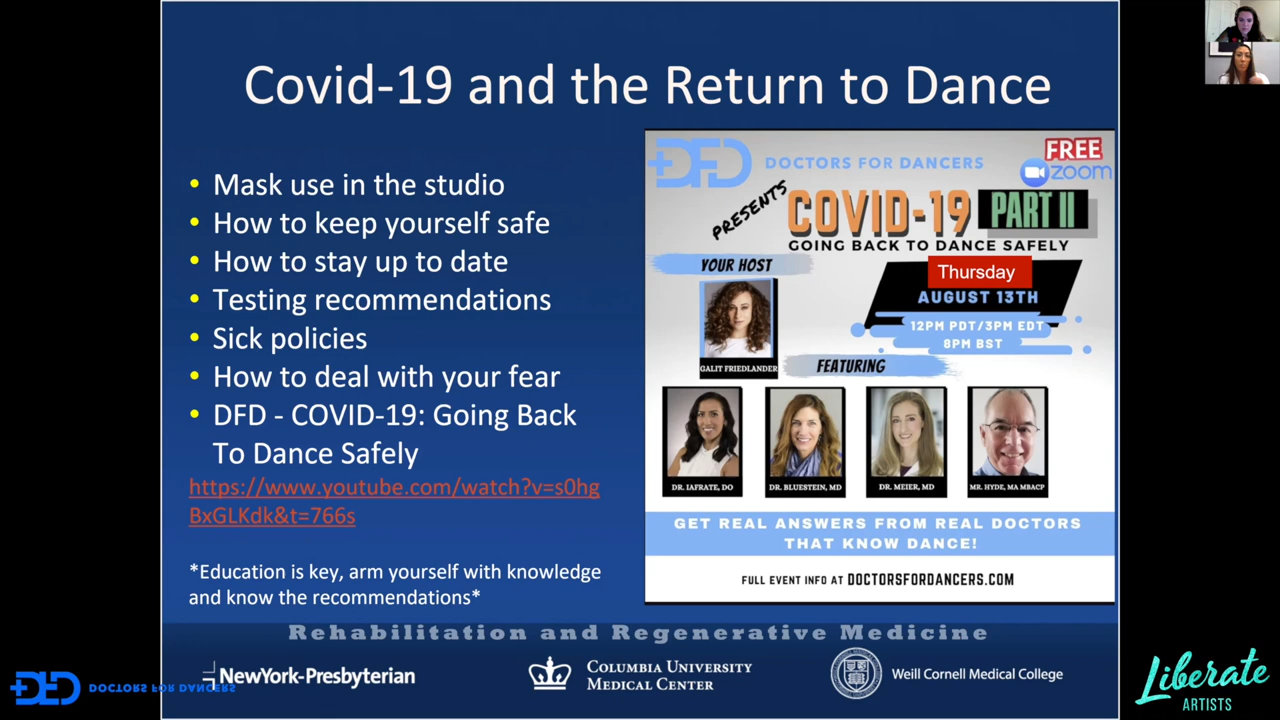 Covid-19 and the Return to Dance
• Mask use in the studio
• How to keep yourself safe
• How to stay up to date
• Testing recommendations
• Sick policies
• How to deal with your fear
• DFD - COVID-19: Going Back
To Dance Safely
https://www.youtube.com/watch?v=s0hg
BxGLKdk&t=766s
*Education is key, arm yourself with knowledge
and know the recommendations*
DFD DOCTORS FOR DANCERS
FREE
zoom
PRESENTS
COVID-19 PART II
GOING BACK TO DANCE SAFELY
YOUR HOST
GALIT FRIEDLANDER
Thursday
AUGUST 13TH
12PM PDT/3PM EDT
8PM BST
FEATURING
DR. IAFRATE, DO
DR. BLUESTEIN, MD
DR. MEIER, MD
MR. HYDE, MA MBACP
GET REAL ANSWERS FROM REAL DOCTORS
THAT KNOW DANCE!
FULL EVENT INFO AT DOCTORSFORDANCERS.COM
Rehabilitation and Regenerative Medicine
NewYork-Presbyterian
COLUMBIA UNIVERSITY
MEDICAL CENTER
Weill Cornell Medical College
DFD DOCTORS FOR DANCERS
Liberate
ARTISTS